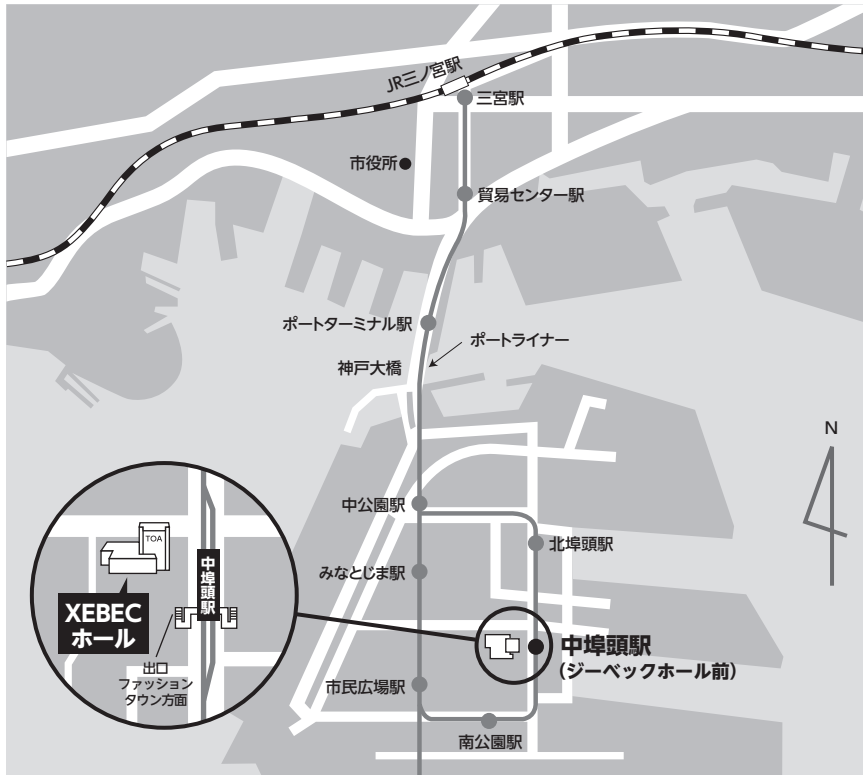 JR三ノ宮駅
三宮駅
市役所
貿易センター駅
ポートターミナル駅
ポートライナー
神戸大橋
N
中公園駅
北埠頭駅
みなとじま駅
TOA
中埠頭駅
XEBEC
ホール
出口
ファッション
タウン方面
中埠頭駅
(ジーベックホール前)
市民広場駅
南公園駅